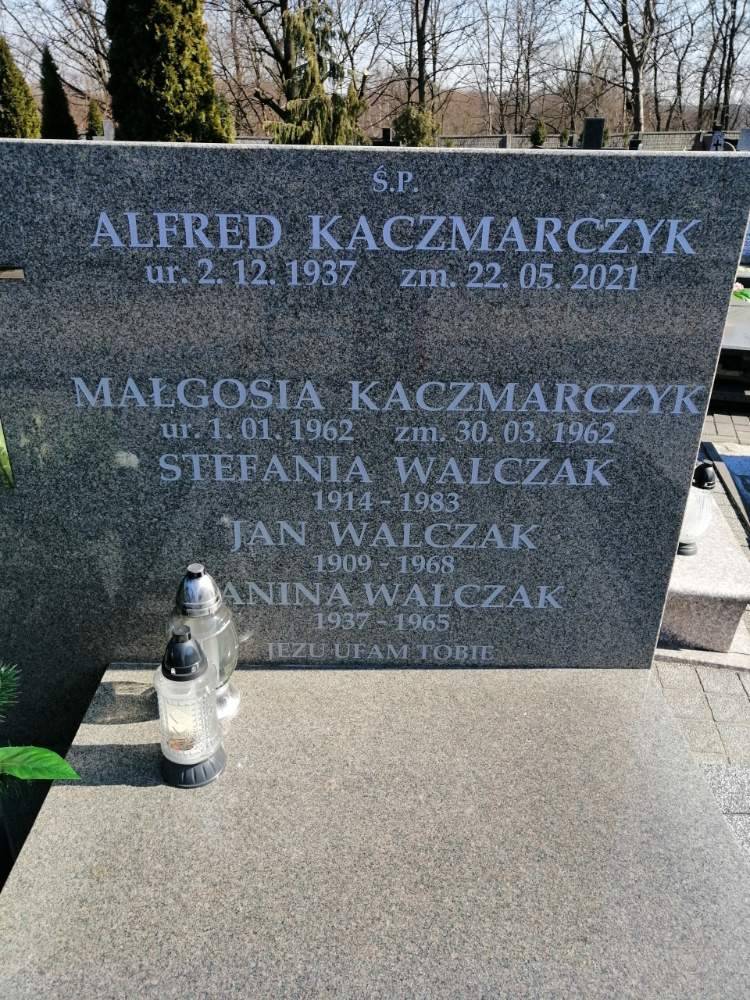 Ś.P.
ALFRED KACZMARCZYK
ur. 2. 12. 1937 zm. 22. 05. 2021
MAŁGOSIA KACZMARCZYK
ur. 1. 01. 1962 zm. 30. 03. 1962
STEFANIA WALCZAK
1914 - 1983
JAN WALCZAK
1909 - 1968
ANINA WALCZAK
1937 - 1965
JEZU UFAM TOBIE